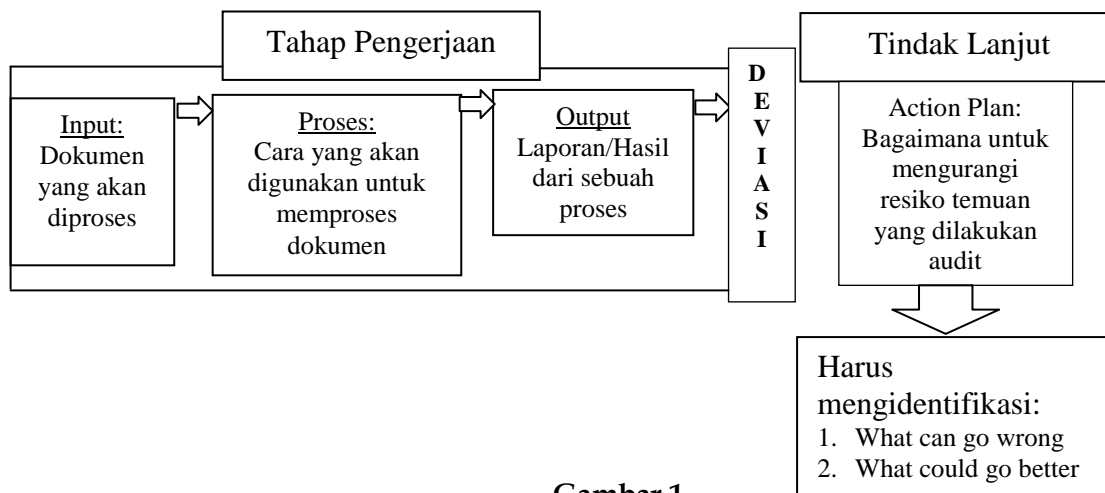 Tahap Pengerjaan
Input:
Dokumen
yang akan
diproses
Proses:
Cara yang akan
digunakan untuk
memproses
dokumen
Output
Laporan/Hasil
dari sebuah
proses
D
E
V
I
A
S
I
Tindak Lanjut
Action Plan:
Bagaimana untuk
mengurangi
resiko temuan
yang dilakukan
audit
Harus
mengidentifikasi:
1. What can go wrong
2. What could go better
Gambar 1